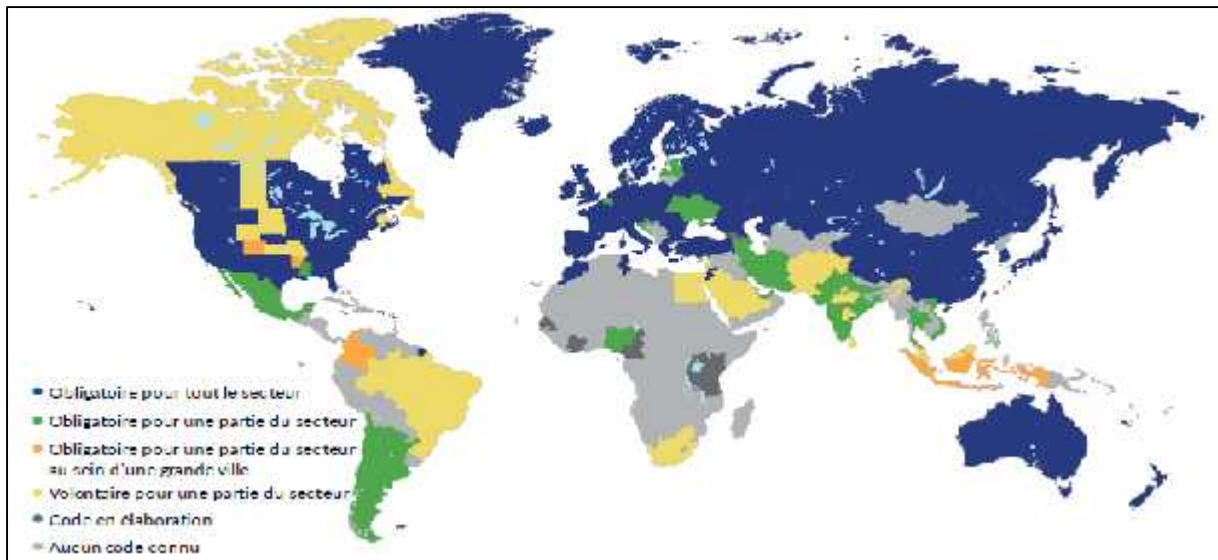 Obligatoire pour tout le secteur
Obligatoire pour une partie du secteur
Obligatoire pour une partie du secteur
au sein d'une grande ville
Volontaire pour une partie du secteur
Code en élaboration
Aucun code connu